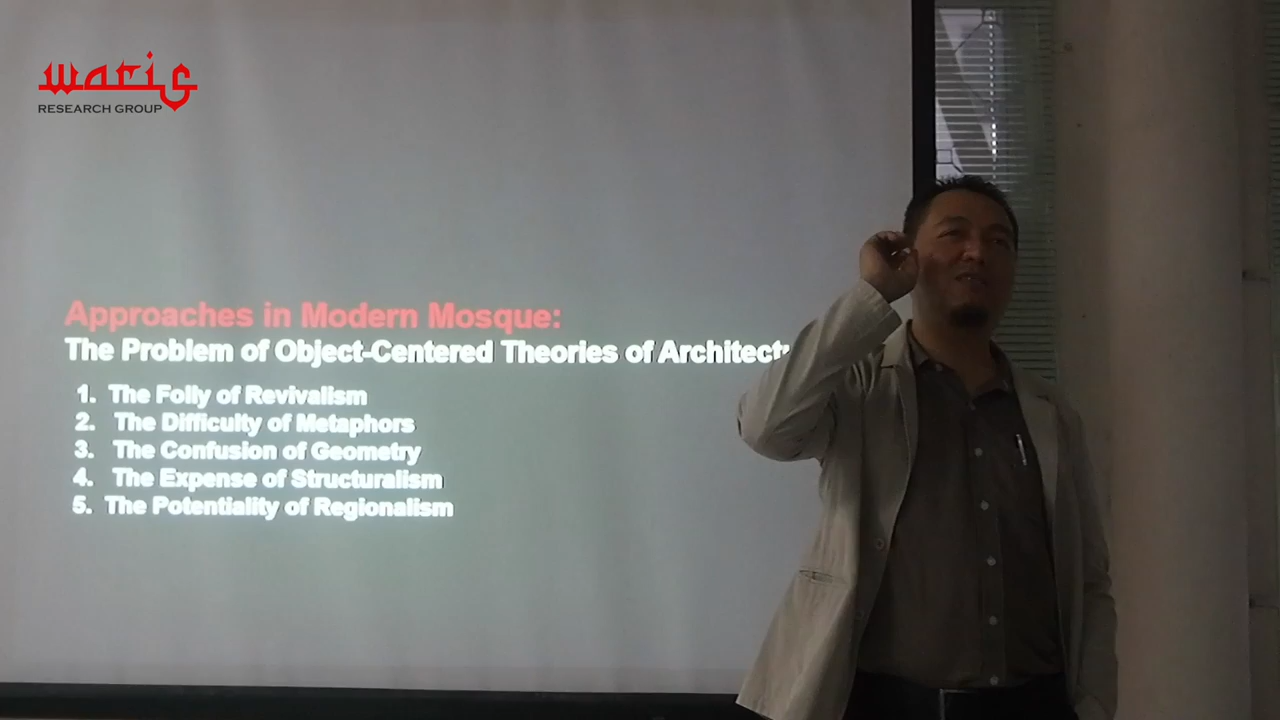 waris
RESEARCH GROUP
Approaches in Modern Mosque:
The Problem of Object-Centered Theories of
1. The Folly of Revivalism
2. The Difficulty of Metaphors
3. The Confusion of Geometry
4. The Expense of Structuralism
5. The Potentiality of Regionalism